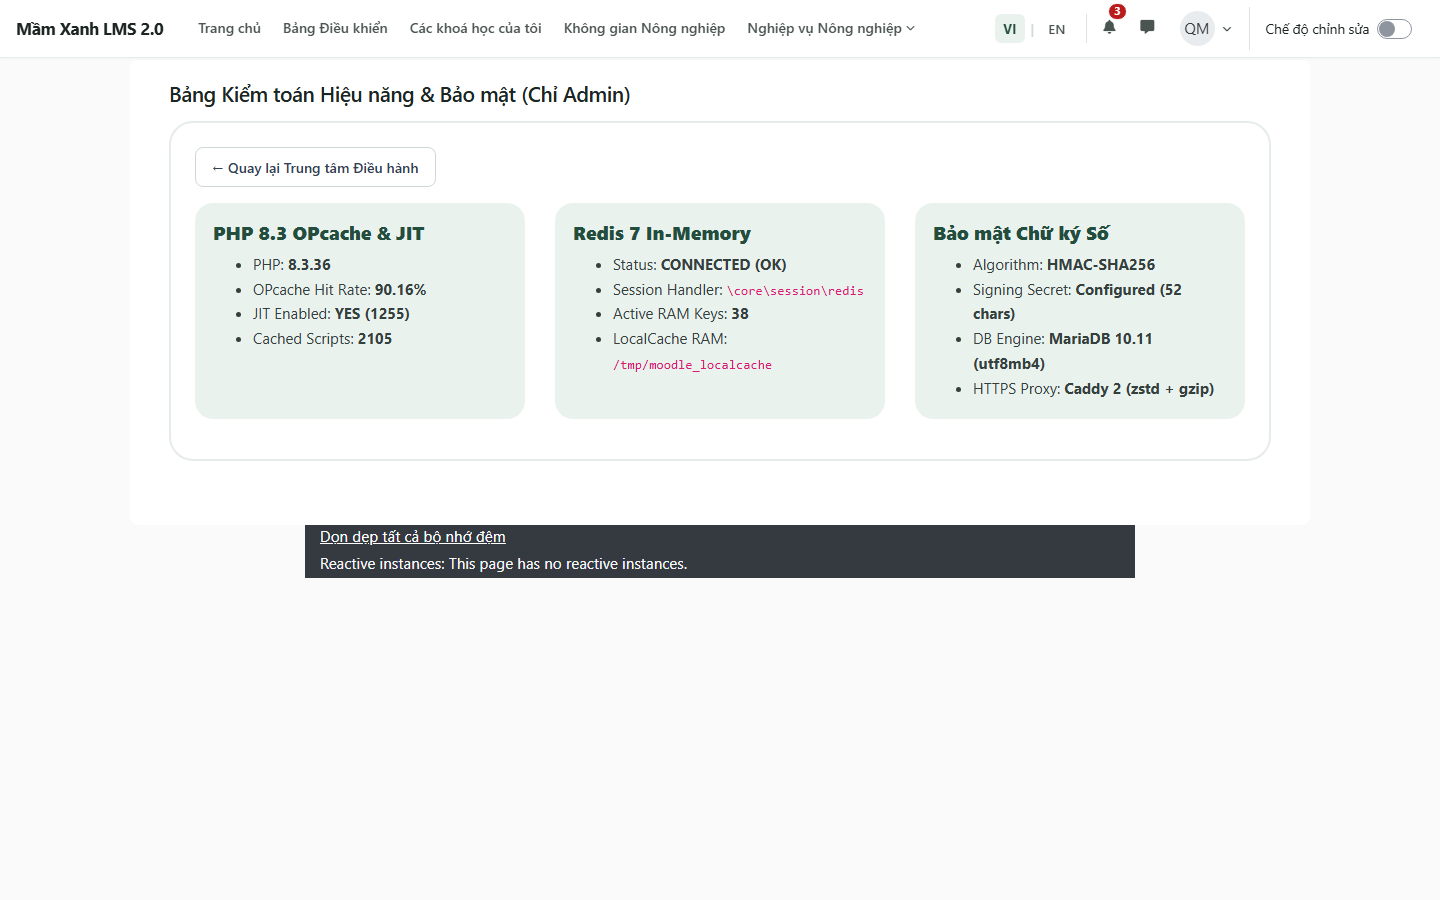 Mầm Xanh LMS 2.0
Trang chủ
Bảng Điều khiển
Các khoá học của tôi
Không gian Nông nghiệp
Nghiệp vụ Nông nghiệp
VI | EN
3
QM
Chế độ chỉnh sửa
Bảng Kiểm toán Hiệu năng & Bảo mật (Chỉ Admin)
← Quay lại Trung tâm Điều hành
PHP 8.3 OPcache & JIT
PHP: 8.3.36
OPcache Hit Rate: 90.16%
JIT Enabled: YES (1255)
Cached Scripts: 2105
Redis 7 In-Memory
Status: CONNECTED (OK)
Session Handler: \core\session\redis
Active RAM Keys: 38
LocalCache RAM:
/tmp/moodle_localcache
Bảo mật Chữ ký Số
Algorithm: HMAC-SHA256
Signing Secret: Configured (52
chars)
DB Engine: MariaDB 10.11
(utf8mb4)
HTTPS Proxy: Caddy 2 (zstd + gzip)
Dọn dẹp tất cả bộ nhớ đệm
Reactive instances: This page has no reactive instances.